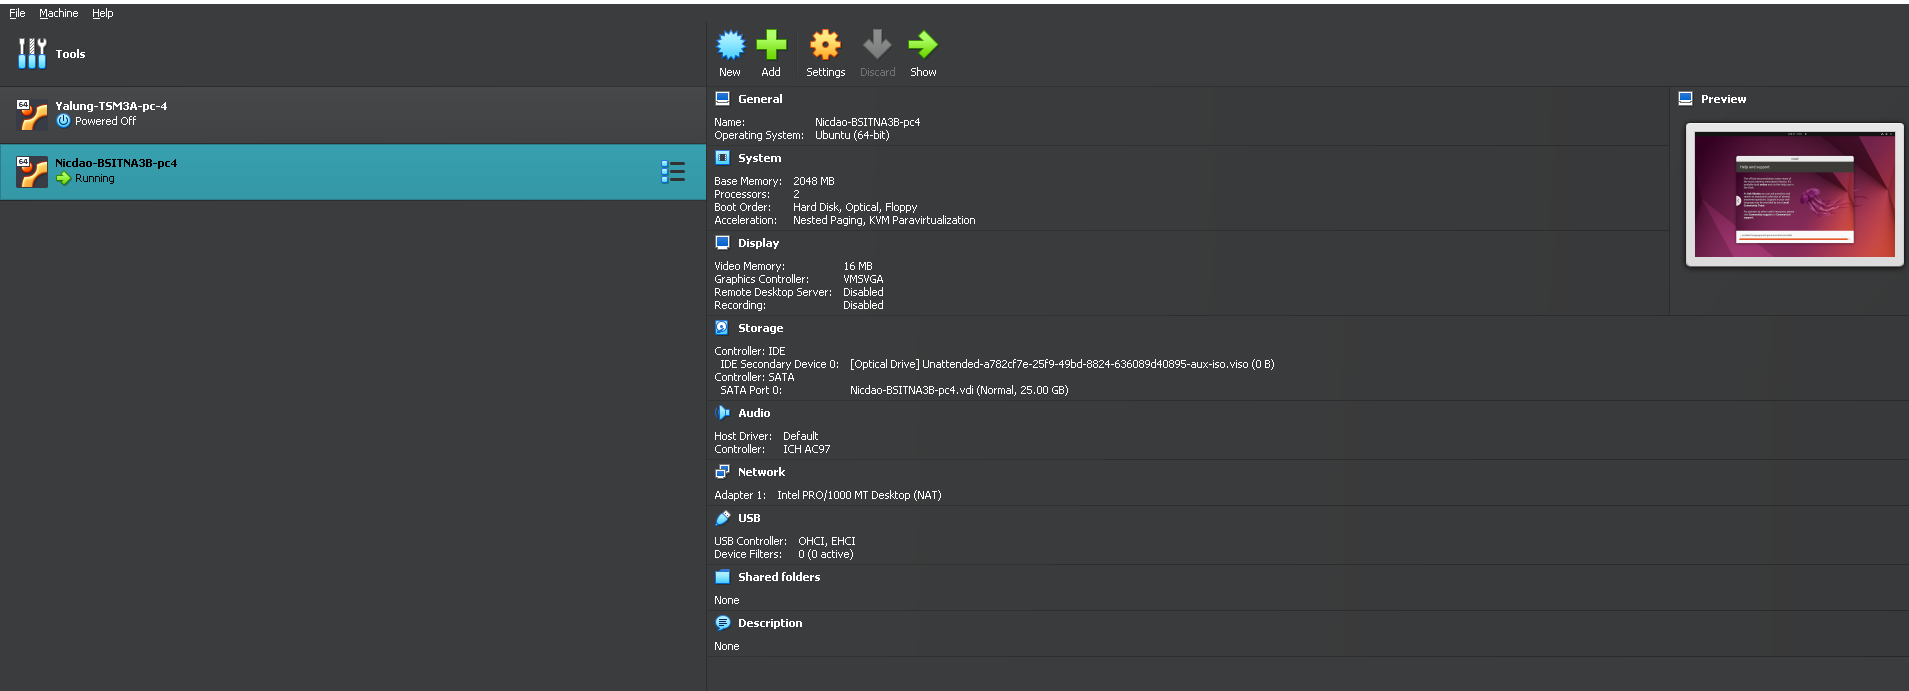 File Machine Help
Tools
New Add Settings Discard Show
64
Yalung-TSM3A-pc-4
Powered Off
64
Nicdao-BSITNA3B-pc4
Running
General
Name: Nicdao-BSITNA3B-pc4
Operating System: Ubuntu (64-bit)
System
Base Memory: 2048 MB
Processors: 2
Boot Order: Hard Disk, Optical, Floppy
Acceleration: Nested Paging, KVM Paravirtualization
Display
Video Memory: 16 MB
Graphics Controller: VMSVGA
Remote Desktop Server: Disabled
Recording: Disabled
Storage
Controller: IDE
IDE Secondary Device 0: [Optical Drive] Unattended-a782cf7e-25f9-49bd-8824-636089d40895-aux-iso.viso (0 B)
Controller: SATA
SATA Port 0: Nicdao-BSITNA3B-pc4.vdi (Normal, 25.00 GB)
Audio
Host Driver: Default
Controller: ICH AC97
Network
Adapter 1: Intel PRO/1000 MT Desktop (NAT)
USB
USB Controller: OHCI, EHCI
Device Filters: 0 (0 active)
Shared folders
None
Description
None
Preview
Help and support